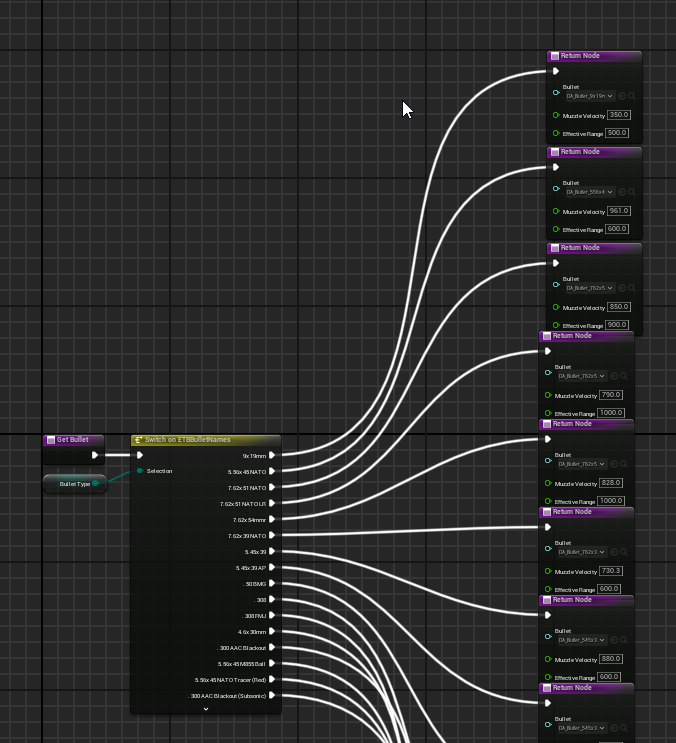 Return Node
Bullet
DA_Bullet_9x19n
Muzzle Velocity 350.0
Effective Range 500.0
Return Node
Bullet
DA_Bullet_556x4
Muzzle Velocity 961.0
Effective Range 600.0
Return Node
Bullet
DA_Bullet_762x5
Muzzle Velocity 850.0
Effective Range 900.0
Return Node
Bullet
DA_Bullet_762x5
Muzzle Velocity 790.0
Effective Range 1000.0
Return Node
Bullet
DA_Bullet_762x5
Muzzle Velocity 828.0
Effective Range 1000.0
Return Node
Bullet
DA_Bullet_762x3
Muzzle Velocity 730.3
Effective Range 600.0
Return Node
Bullet
DA_Bullet_545x3
Muzzle Velocity 880.0
Effective Range 600.0
Return Node
Bullet
DA_Bullet_545x3
Get Bullet
Bullet Type
Switch on ETBBulletNames
Selection
9x19mm
5.56x45 NATO
7.62x51 NATO
7.62x51 NATO LR
7.62x54mmr
7.62x39 NATO
5.45x39
5.45x39 AP
.50 BMG
.308
.300 FMJ
4.6x30mm
.300 AAC Blackout
5.56x45 M855 Ball
5.56x45 NATO Tracer (Red)
.300 AAC Blackout (Subsonic)